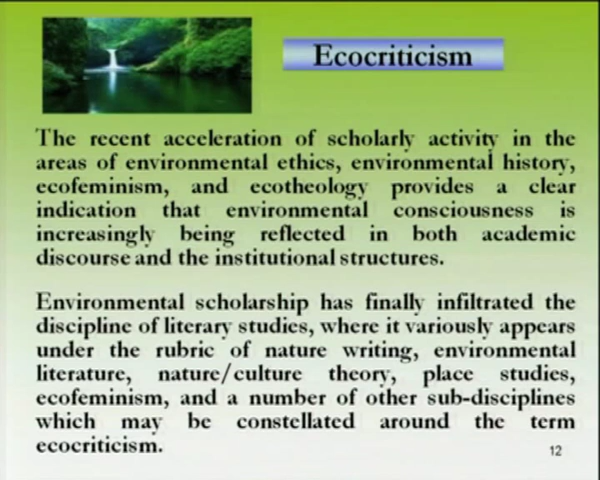 Ecocriticism
The recent acceleration of scholarly activity in the
areas of environmental ethics, environmental history,
ecofeminism, and ecotheology provides a clear
indication that environmental consciousness is
increasingly being reflected in both academic
discourse and the institutional structures.
Environmental scholarship has finally infiltrated the
discipline of literary studies, where it variously appears
under the rubric of nature writing, environmental
literature, nature/culture theory, place studies,
ecofeminism, and a number of other sub-disciplines
which may be constellated around the term
ecocriticism.
12